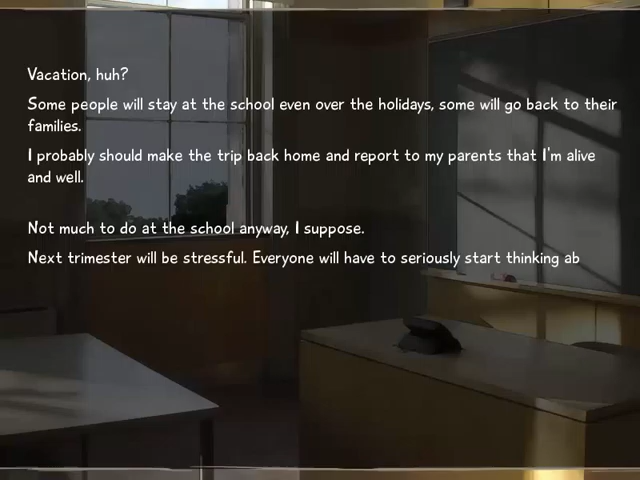 Vacation, huh?
Some people will stay at the school even over the holidays, some will go back to their
families.
I probably should make the trip back home and report to my parents that I'm alive
and well.
Not much to do at the school anyway, I suppose.
Next trimester will be stressful. Everyone will have to seriously start thinking ab